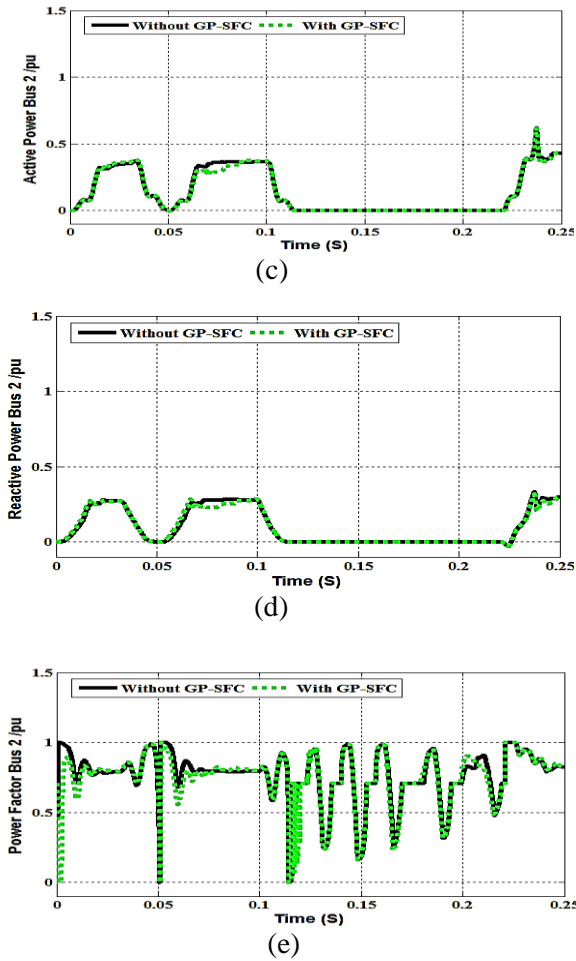 1.5
Without GP-SFC With GP-SFC
1
0.5
0
Active Power Bus 2 /pu
0 0.05 0.1 0.15 0.2 0.25
Time (S)
(c)
1.5
Without GP-SFC With GP-SFC
1
0.5
0
Reactive Power Bus 2 /pu
0 0.05 0.1 0.15 0.2 0.25
Time (S)
(d)
1.5
Without GP-SFC With GP-SFC
1
0.5
0
Power Factor Bus 2 /pu
0 0.05 0.1 0.15 0.2 0.25
Time (S)
(e)